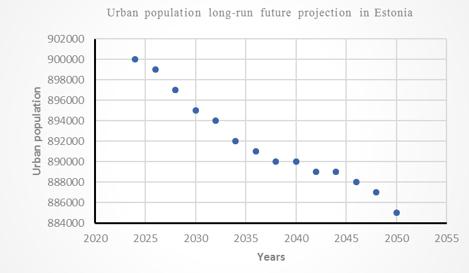 Urban population long-run future projection in Estonia
902000
900000
898000
896000
894000
892000
890000
888000
886000
884000
Urban population
2020 2025 2030 2035 2040 2045 2050 2055
Years